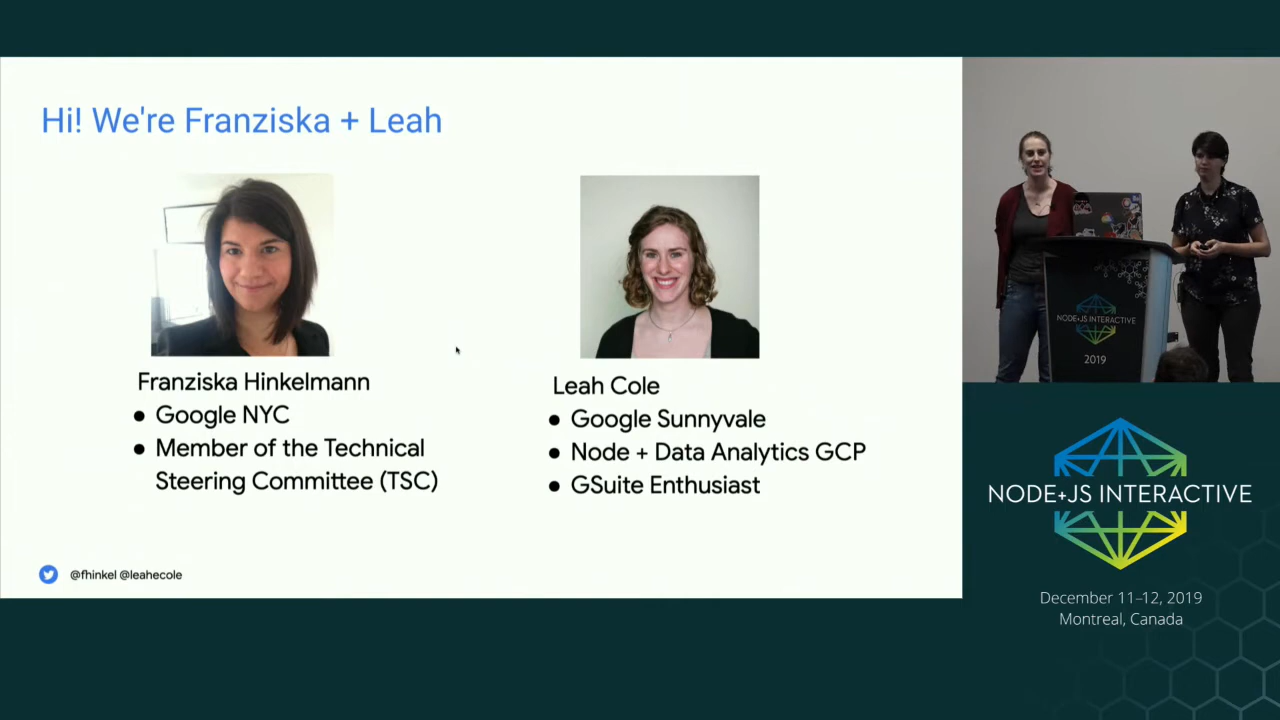 Hi! We're Franziska + Leah
Franziska Hinkelmann
● Google NYC
● Member of the Technical
Steering Committee (TSC)
Leah Cole
● Google Sunnyvale
● Node + Data Analytics GCP
● GSuite Enthusiast
@fhinkel @leahecole
NODE+JS INTERACTIVE
2019
NODE+JS INTERACTIVE
December 11–12, 2019
Montreal, Canada